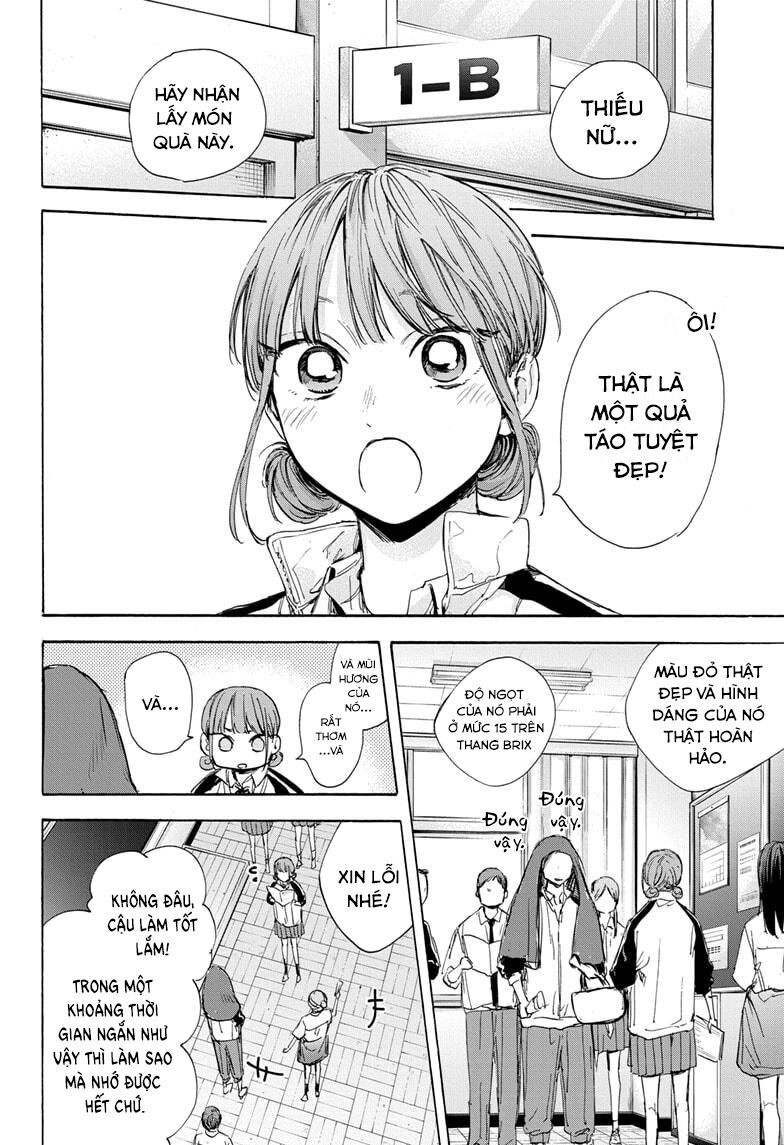 1-B
THIẾU
NỮ...
HÃY NHẬN
LẤY MÓN
QUÀ NÀY.
ÔI!
THẬT LÀ
MỘT QUẢ
TÁO TUYỆT
ĐẸP!
MÀU ĐỎ THẬT
ĐẸP VÀ HÌNH
DÁNG CỦA NÓ
THẬT HOÀN
HẢO.
ĐỘ NGỌT
CỦA NÓ PHẢI
Ở MỨC 15 TRÊN
THANG BRIX
Đúng
vậy.
Đúng
vậy.
VÀ MÙI
HƯƠNG
CỦA
NÓ...
RẤT
THƠM
...VÀ
VÀ...
XIN LỖI
NHÉ!
KHÔNG ĐÂU,
CẬU LÀM TỐT
LẮM!
TRONG MỘT
KHOẢNG THỜI
GIAN NGẮN NHƯ
VẬY THÌ LÀM SAO
MÀ NHỚ ĐƯỢC
HẾT CHỨ.